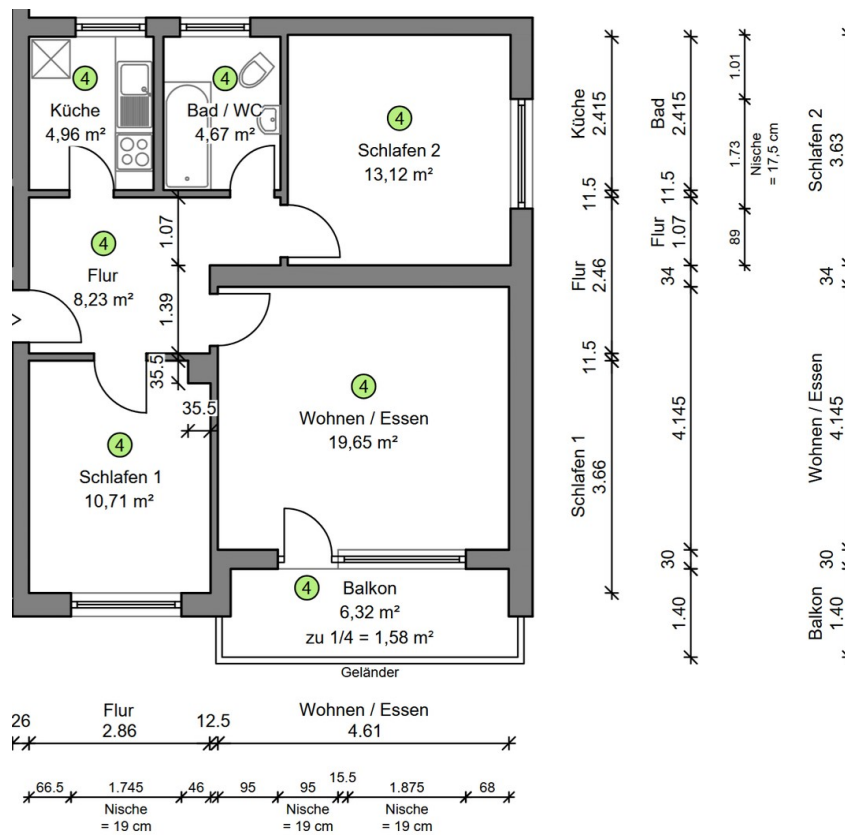 4
Küche
4,96 m²
4
Bad / WC
4,67 m²
4
Schlafen 2
13,12 m²
4
Flur
8,23 m²
1.07
1.39
35.5
35.5
4
Schlafen 1
10,71 m²
4
Wohnen / Essen
19,65 m²
4
Balkon
6,32 m²
zu 1/4 = 1,58 m²
Geländer
Küche
2.415
11.5
Flur
2.46
11.5
Schlafen 1
3.66
Bad
2.415
11.5
Flur
1.07
34
4.145
30
1.40
1.01
1.73
Nische
= 17,5 cm
89
Schlafen 2
3.63
34
Wohnen / Essen
4.145
30
Balkon
1.40
26
Flur
2.86
12.5
Wohnen / Essen
4.61
66.5
1.745
Nische
= 19 cm
46
95
95
Nische
= 19 cm
15.5
1.875
Nische
= 19 cm
68